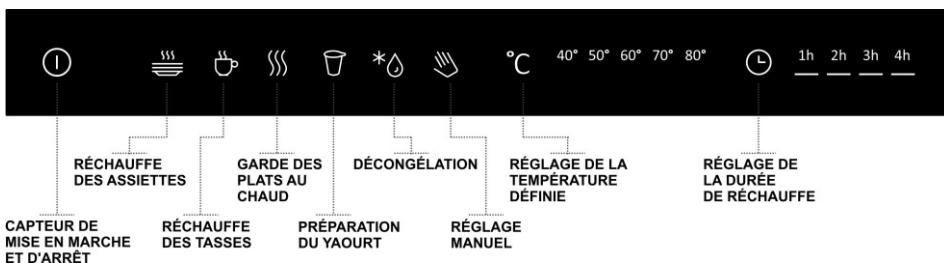 °C 40° 50° 60° 70° 80° 1h 2h 3h 4h
RÉCHAUFFE
DES ASSIETTES
GARDE DES
PLATS AU
CHAUD
DÉCONGÉLATION
RÉGLAGE DE LA
TEMPÉRATURE
DÉFINIE
RÉGLAGE DE
LA DURÉE
DE RÉCHAUFFE
CAPTEUR DE
MISE EN MARCHE
ET D'ARRÊT
RÉCHAUFFE
DES TASSES
PRÉPARATION
DU YAOURT
RÉGLAGE
MANUEL